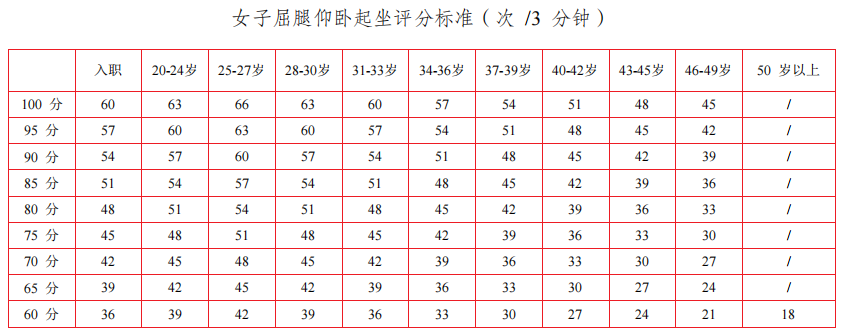 女子屈腿仰卧起坐评分标准（次 /3 分钟）
入职 20-24岁 25-27岁 28-30岁 31-33岁 34-36岁 37-39岁 40-42岁 43-45岁 46-49岁 50 岁以上
100 分 60 63 66 63 60 57 54 51 48 45 /
95 分 57 60 63 60 57 54 51 48 45 42 /
90 分 54 57 60 57 54 51 48 45 42 39 /
85 分 51 54 57 54 51 48 45 42 39 36 /
80 分 48 51 54 51 48 45 42 39 36 33 /
75 分 45 48 51 48 45 42 39 36 33 30 /
70 分 42 45 48 45 42 39 36 33 30 27 /
65 分 39 42 45 42 39 36 33 30 27 24 /
60 分 36 39 42 39 36 33 30 27 24 21 18